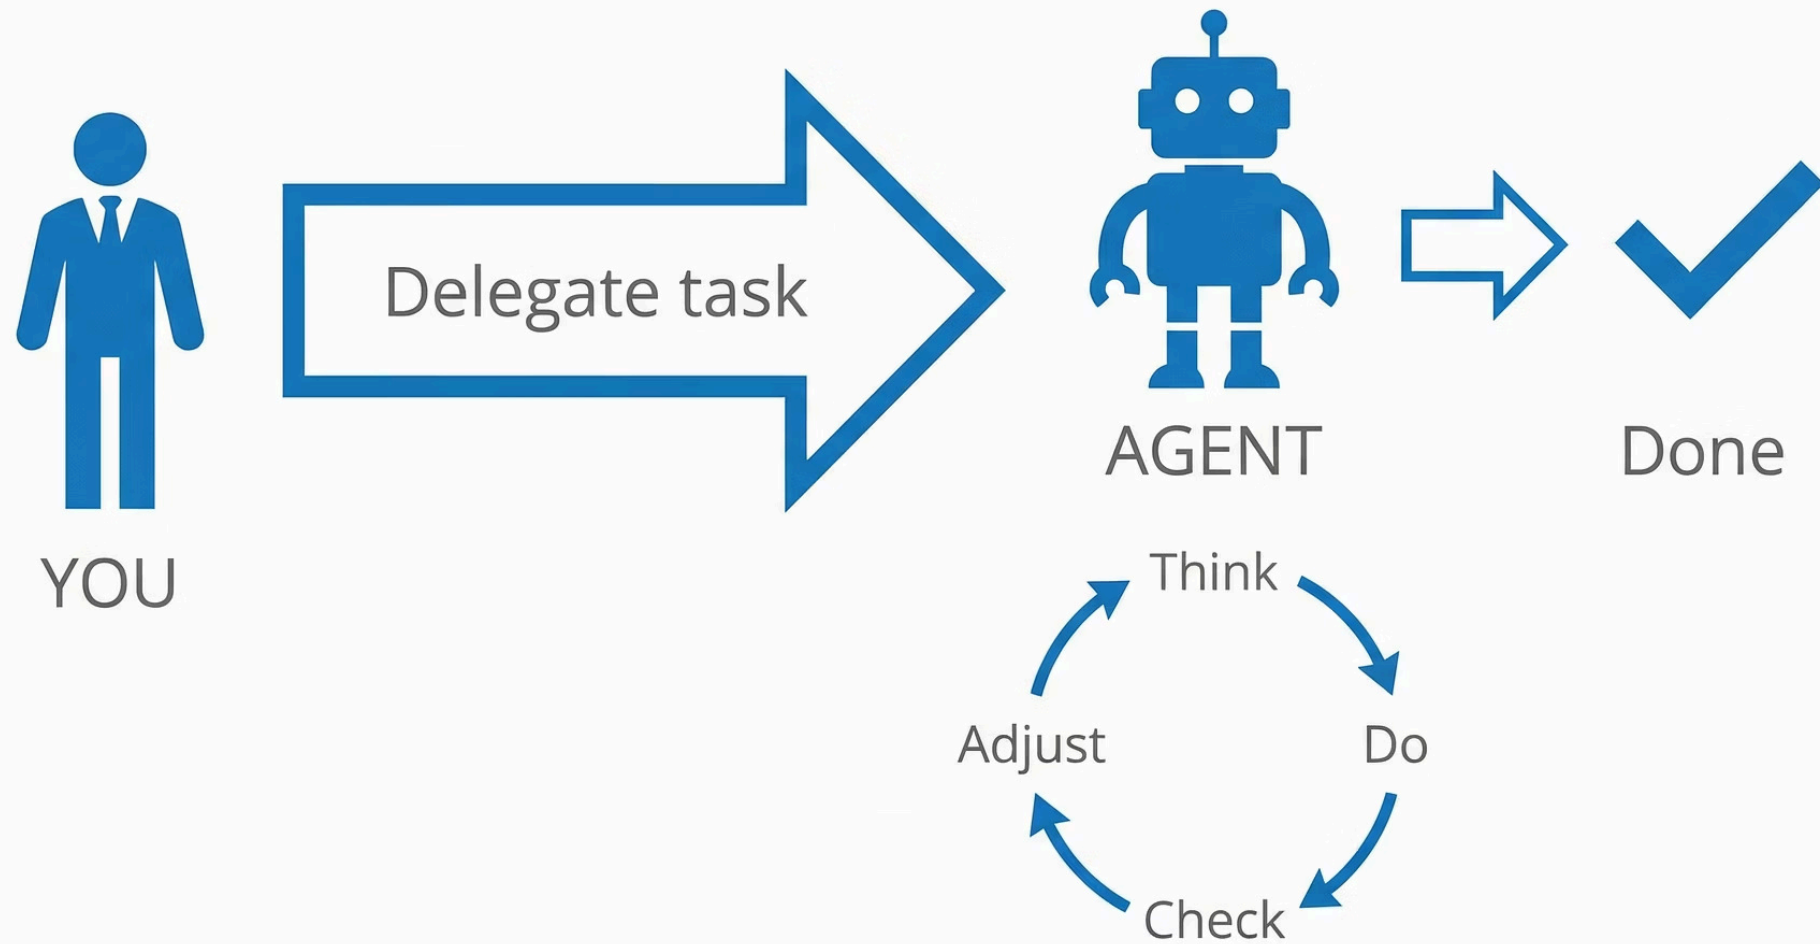 YOU
Delegate task
AGENT
Done
Think
Do
Check
Adjust